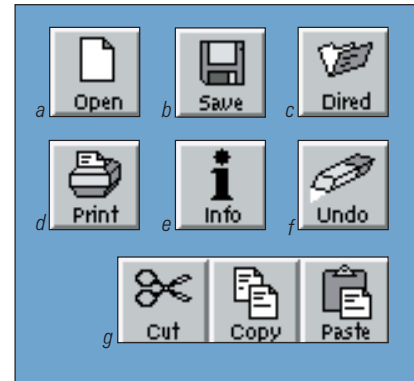 a Open b Save c Dired
d Print e Info f Undo
g Cut Copy Paste